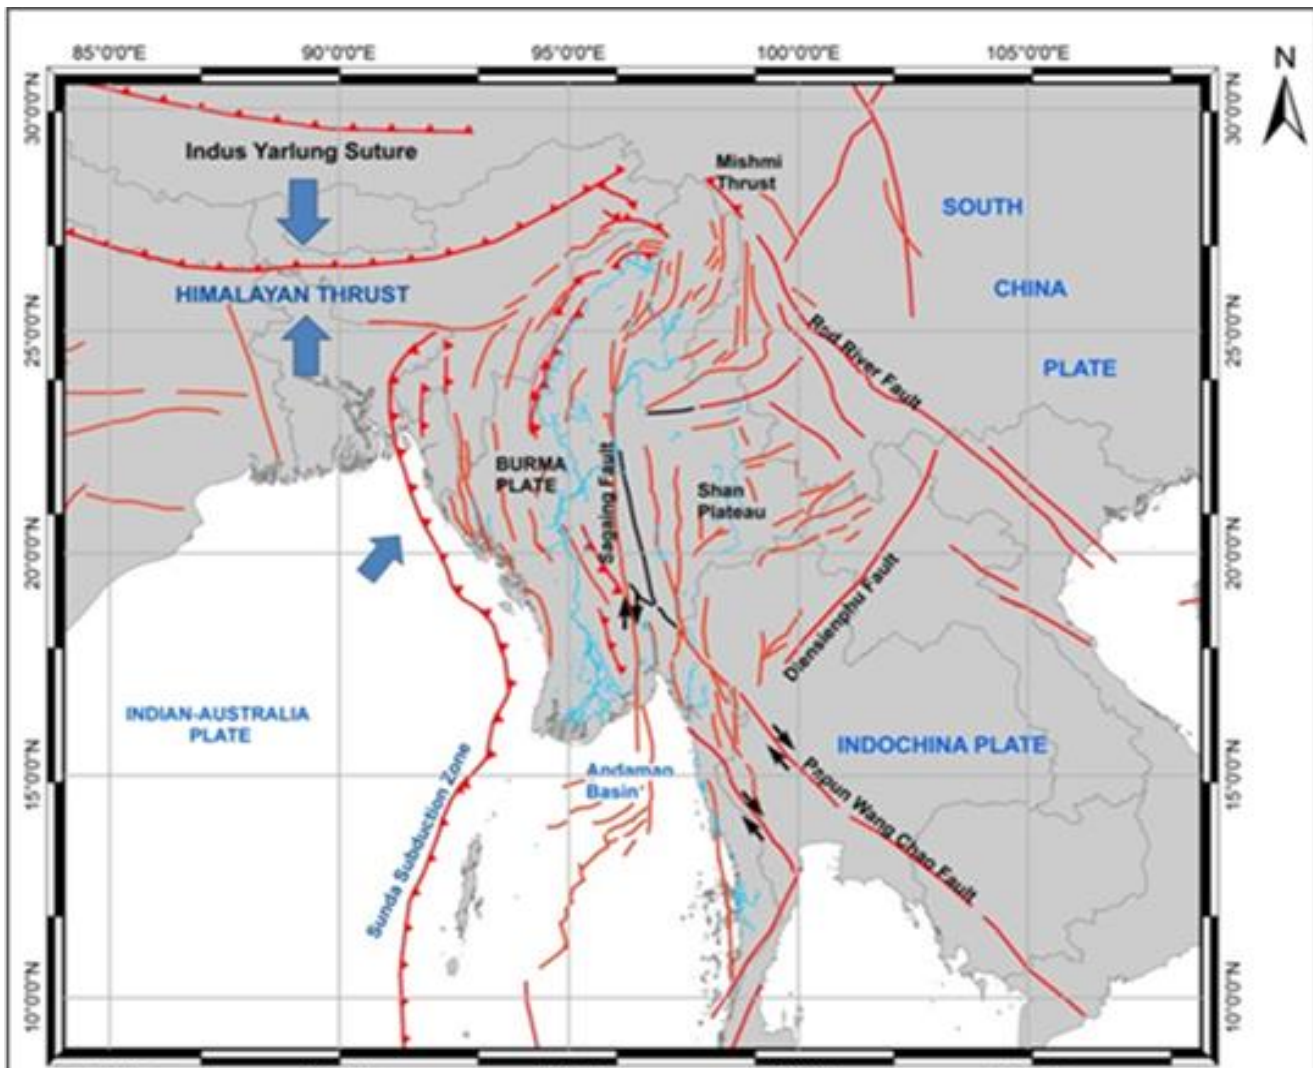 85°0'0"E 90°0'0"E 95°0'0"E 100°0'0"E 105°0'0"E
N
30°0'0"N
30°0'0"N
Indus Yarlung Suture
Mishmi
Thrust
SOUTH
CHINA
PLATE
HIMALAYAN THRUST
25°0'0"N
25°0'0"N
Red River Fault
BURMA
PLATE
Sagaing Fault
Shan
Plateau
20°0'0"N
20°0'0"N
Diensienphu Fault
INDIAN-AUSTRALIA
PLATE
INDOCHINA PLATE
Sunda Subduction Zone
Andaman
Basin
Papun Wang Chao Fault
15°0'0"N
15°0'0"N
10°0'0"N
10°0'0"N